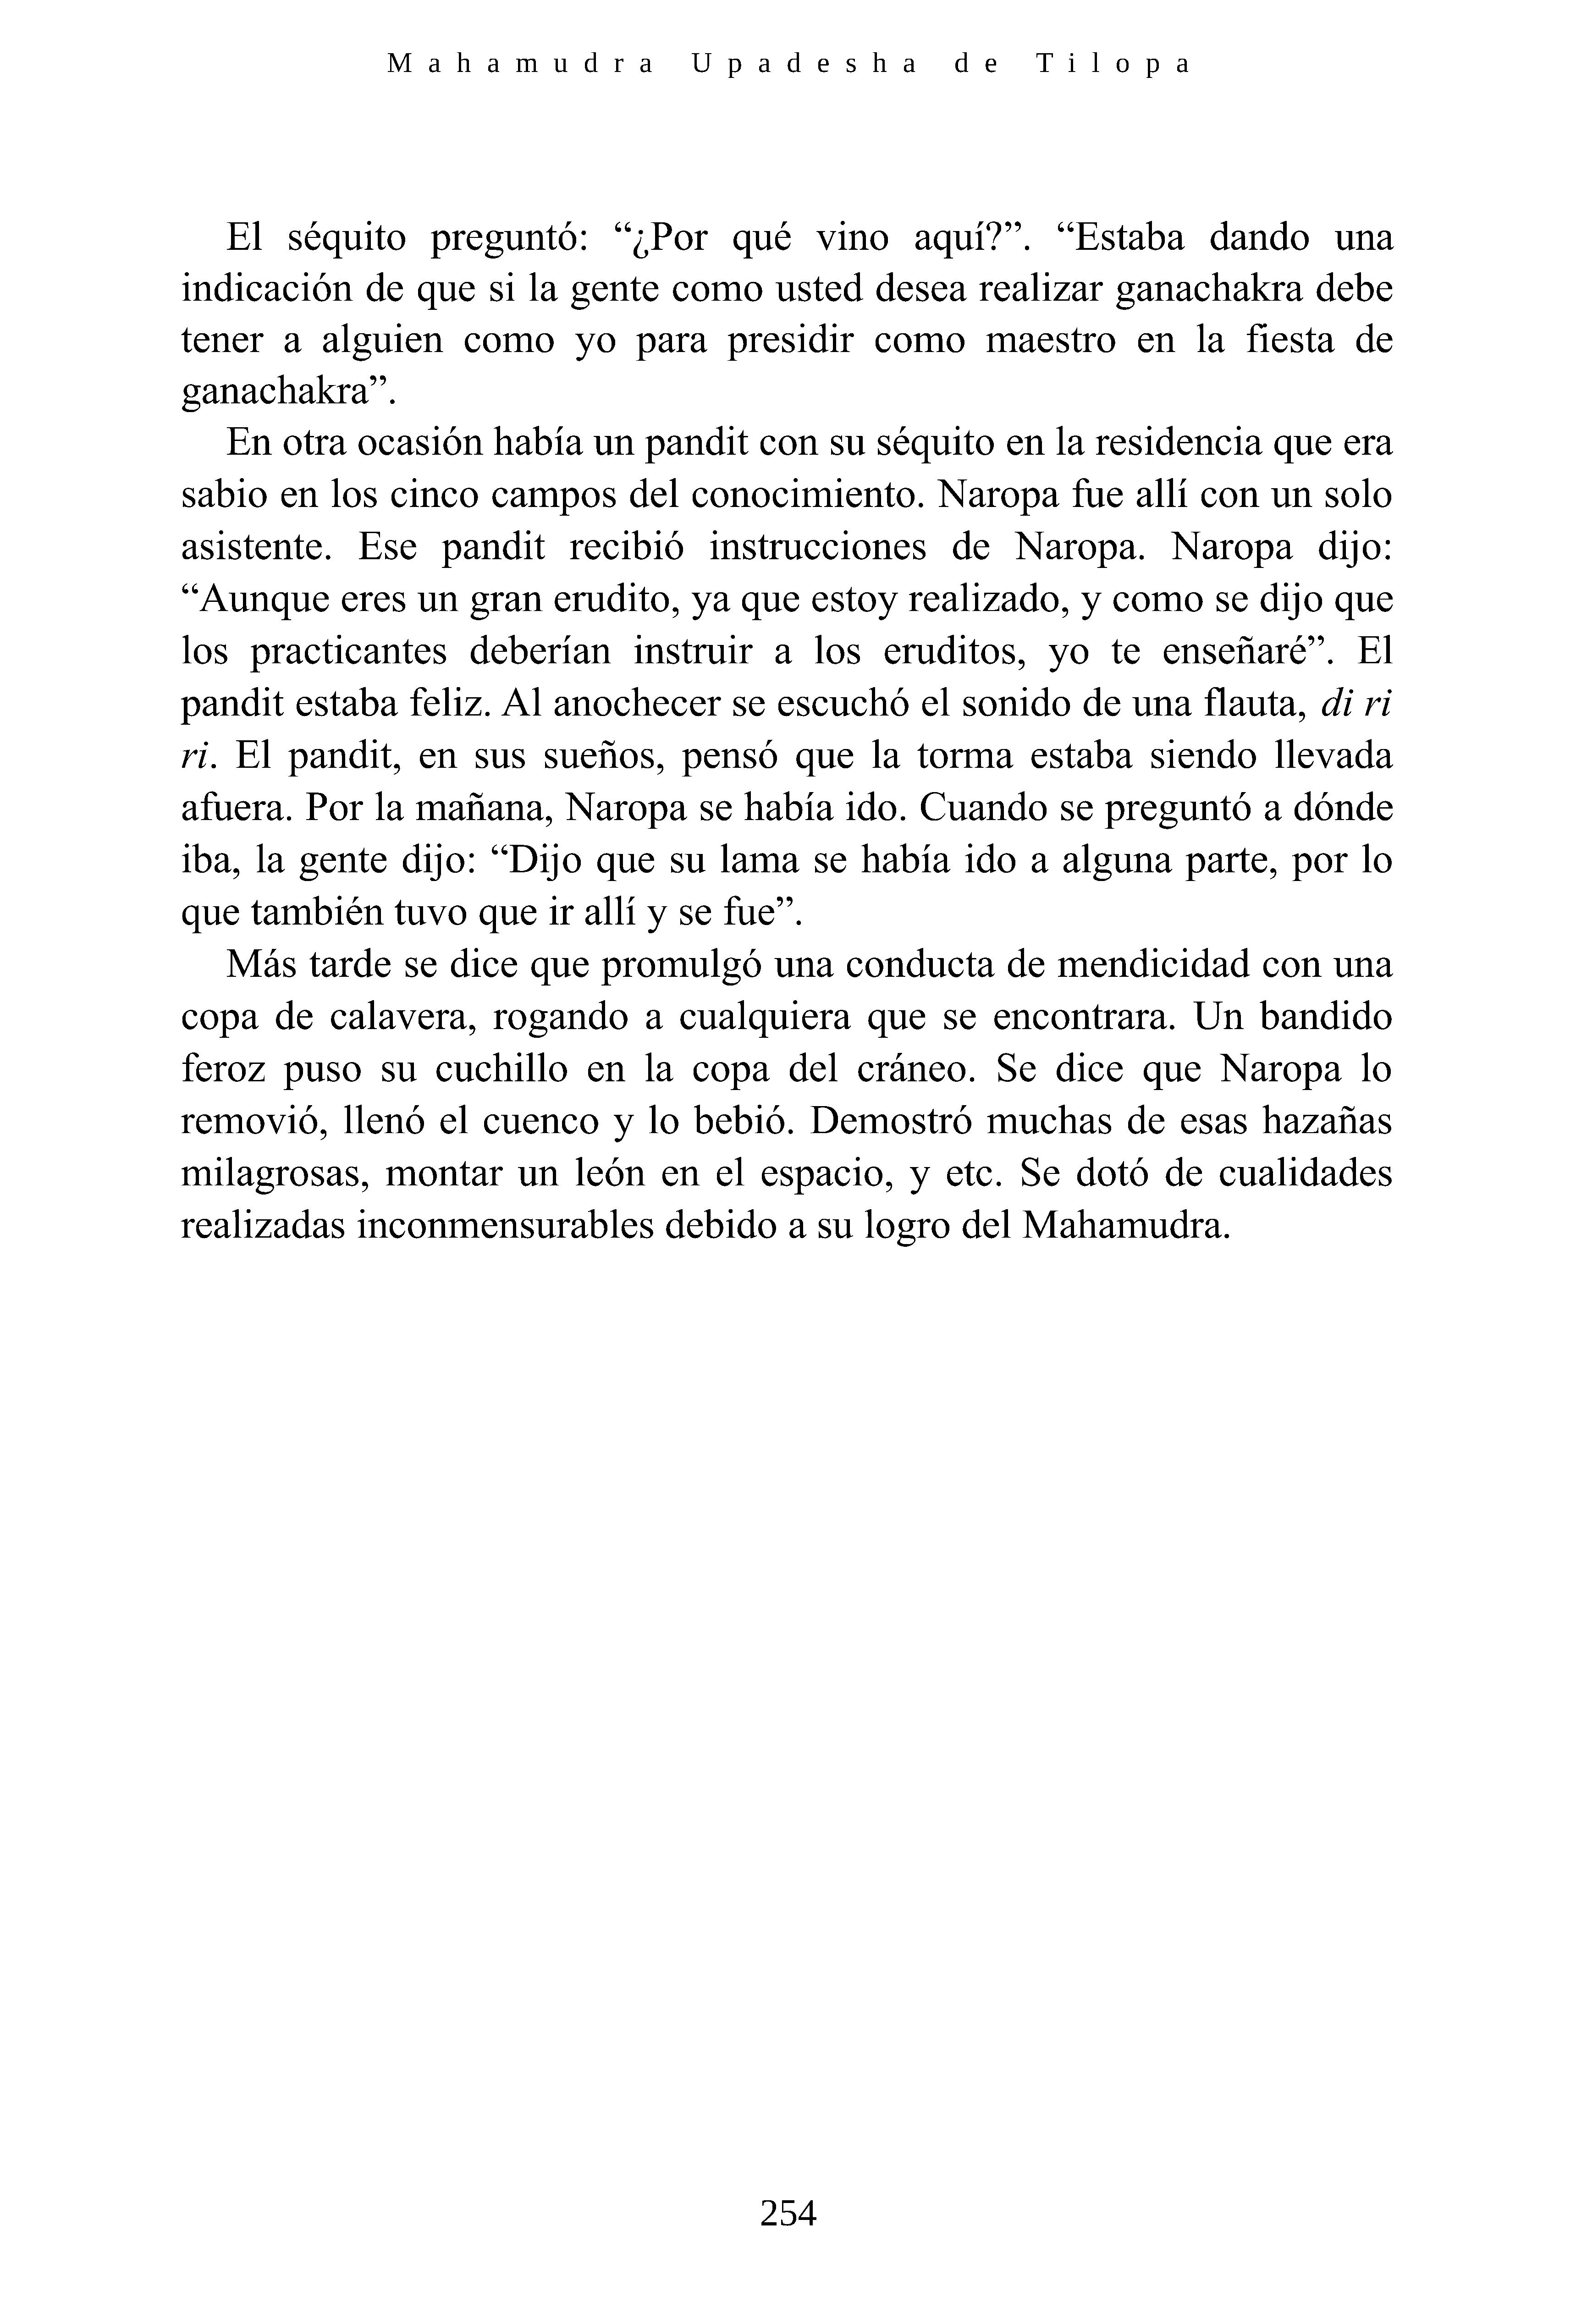 Mahamudra Upadesha de Tilopa
El séquito preguntó: “¿Por qué vino aquí?”. “Estaba dando una
indicación de que si la gente como usted desea realizar ganachakra debe
tener a alguien como yo para presidir como maestro en la fiesta de
ganachakra”.
En otra ocasión había un pandit con su séquito en la residencia que era
sabio en los cinco campos del conocimiento. Naropa fue allí con un solo
asistente. Ese pandit recibió instrucciones de Naropa. Naropa dijo:
“Aunque eres un gran erudito, ya que estoy realizado, y como se dijo que
los practicantes deberían instruir a los eruditos, yo te enseñaré”. El
pandit estaba feliz. Al anochecer se escuchó el sonido de una flauta, di ri
ri. El pandit, en sus sueños, pensó que la torma estaba siendo llevada
afuera. Por la mañana, Naropa se había ido. Cuando se preguntó a dónde
iba, la gente dijo: “Dijo que su lama se había ido a alguna parte, por lo
que también tuvo que ir allí y se fue”.
Más tarde se dice que promulgó una conducta de mendicidad con una
copa de calavera, rogando a cualquiera que se encontrara. Un bandido
feroz puso su cuchillo en la copa del cráneo. Se dice que Naropa lo
removió, llenó el cuenco y lo bebió. Demostró muchas de esas hazañas
milagrosas, montar un león en el espacio, y etc. Se dotó de cualidades
realizadas inconmensurables debido a su logro del Mahamudra.
254